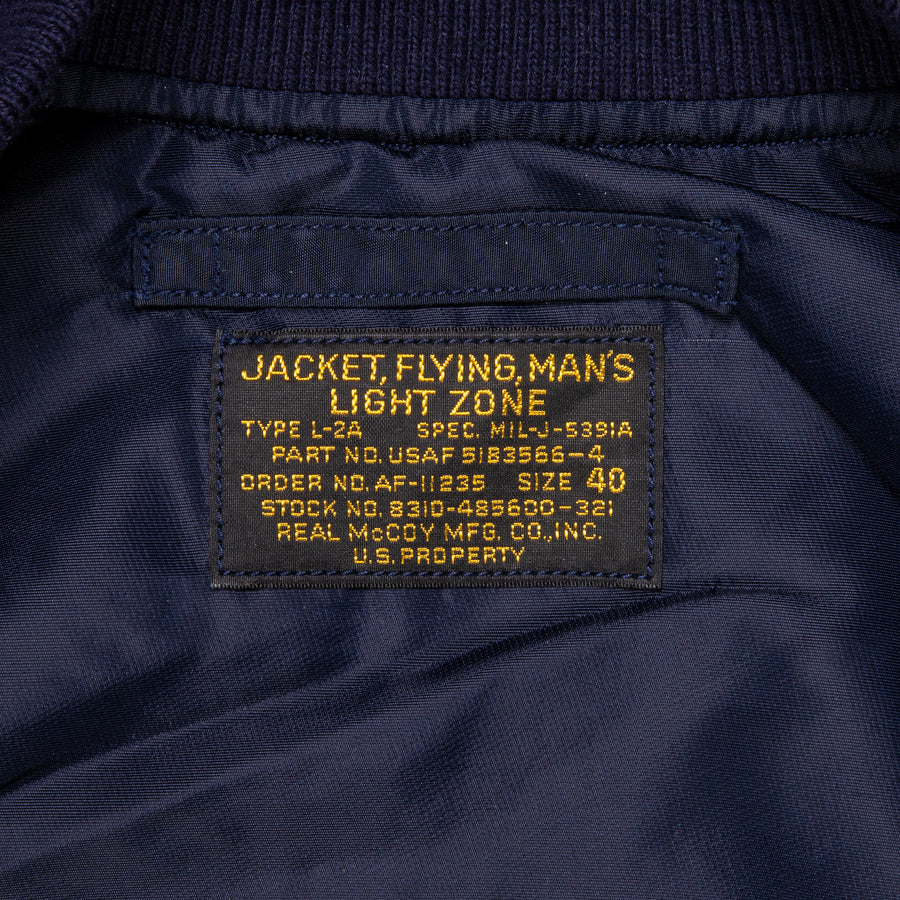 JACKET, FLYING, MAN'S
LIGHT ZONE
TYPE L-2A SPEC. MIL-J-5391A
PART NO. USAF 5183566-4
ORDER NO. AF-11235 SIZE 40
STOCK NO. 8310-485600-321
REAL McCOY MFG. CO., INC.
U.S. PROPERTY